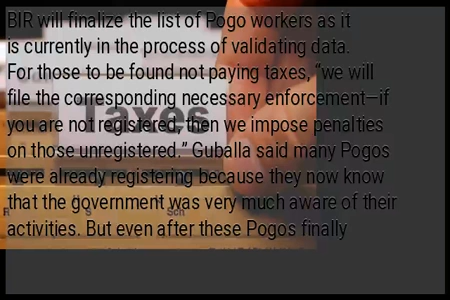 BIR will finalize the list of Pogo workers as it
is currently in the process of validating data.
For those to be found not paying taxes, “we will
file the corresponding necessary enforcement—if
you are not registered, then we impose penalties
on those unregistered.” Guballa said many Pogos
were already registering because they now know
that the government was very much aware of their
activities. But even after these Pogos finally
Taxes
R
S
Sch